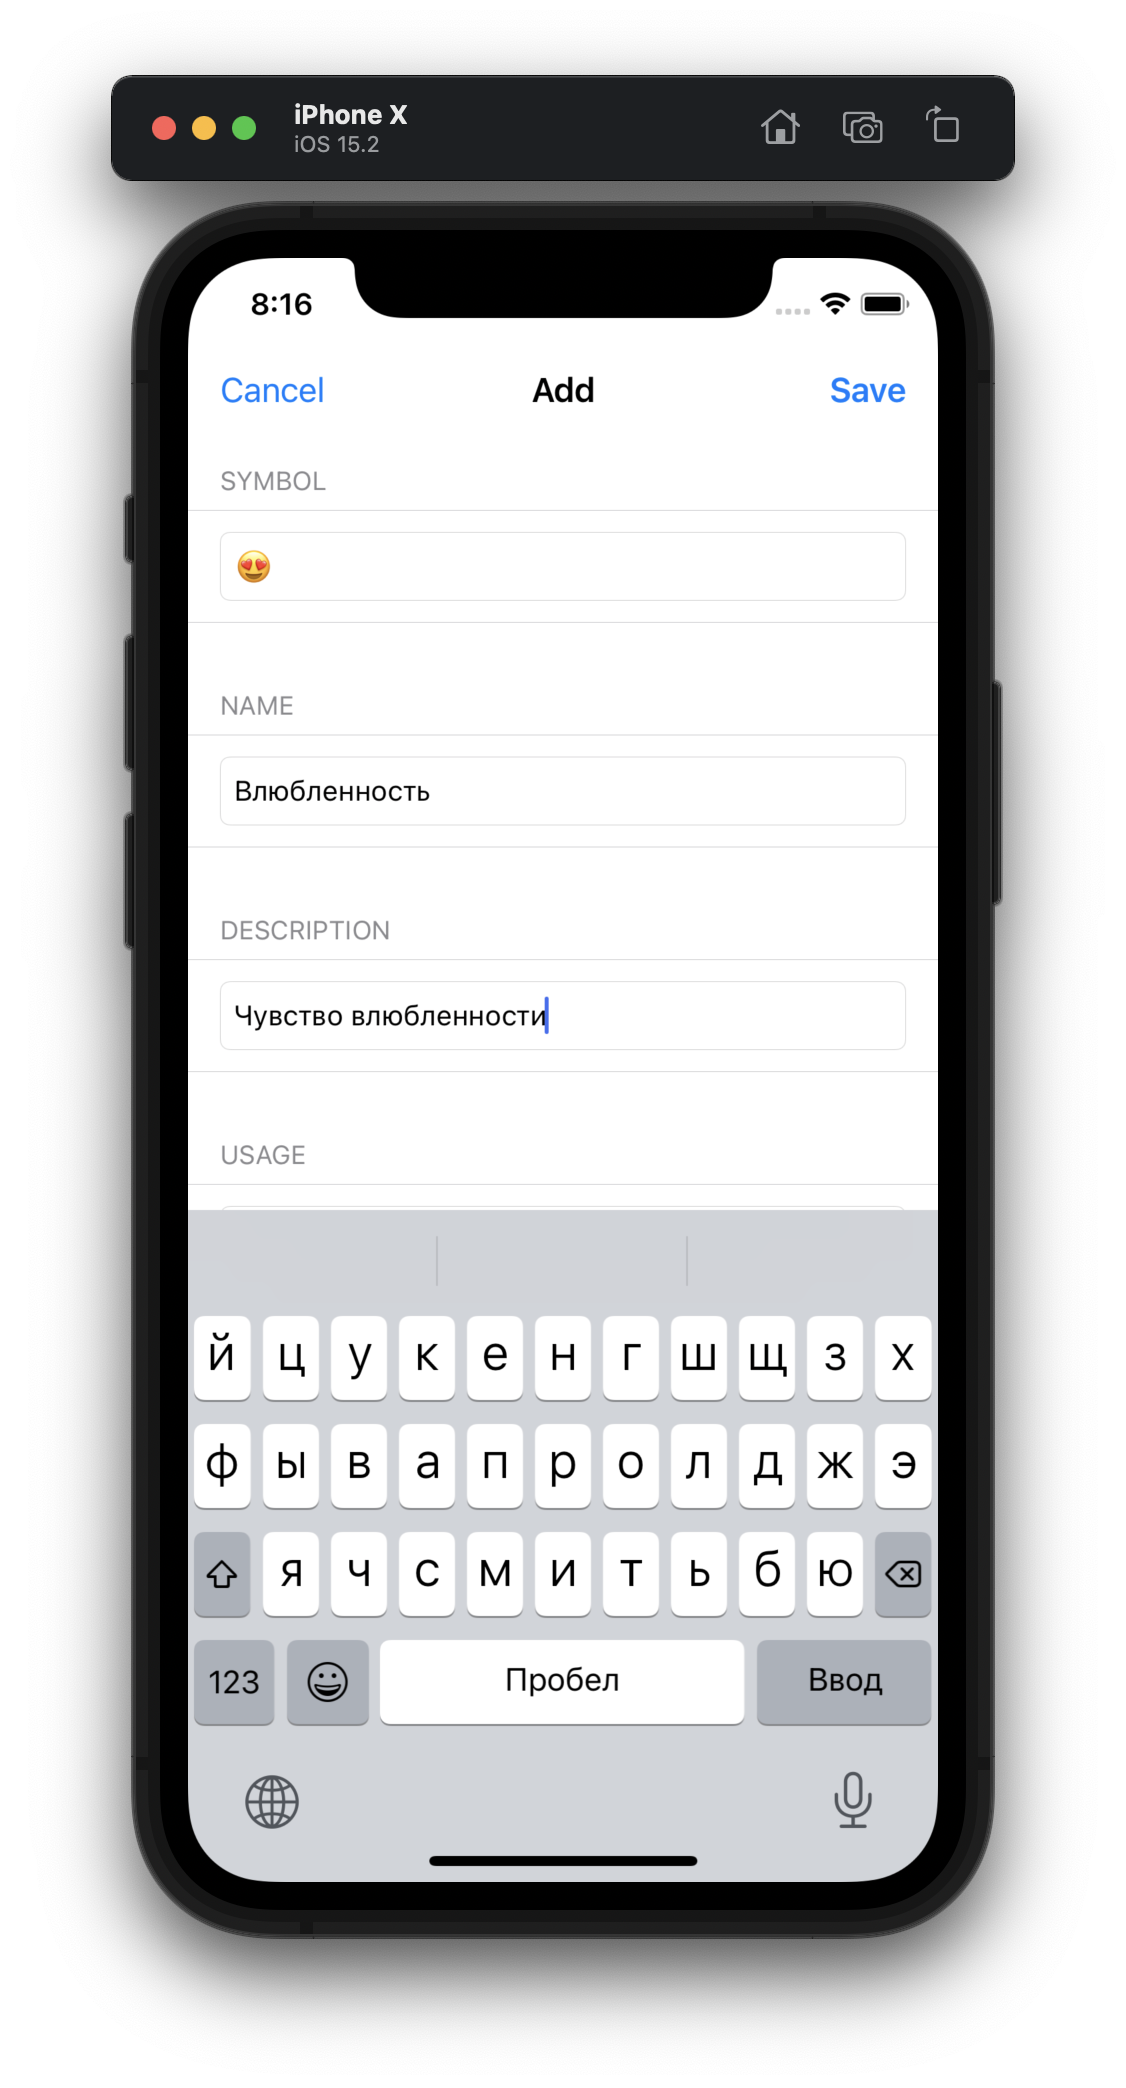 iPhone X
iOS 15.2
8:16
Cancel Add Save
SYMBOL
😍
NAME
Влюбленность
DESCRIPTION
Чувство влюбленности
USAGE
й ц у к е н г ш щ з х
ф ы в а п р о л д ж э
я ч с м и т ь б ю
123 Пробел Ввод